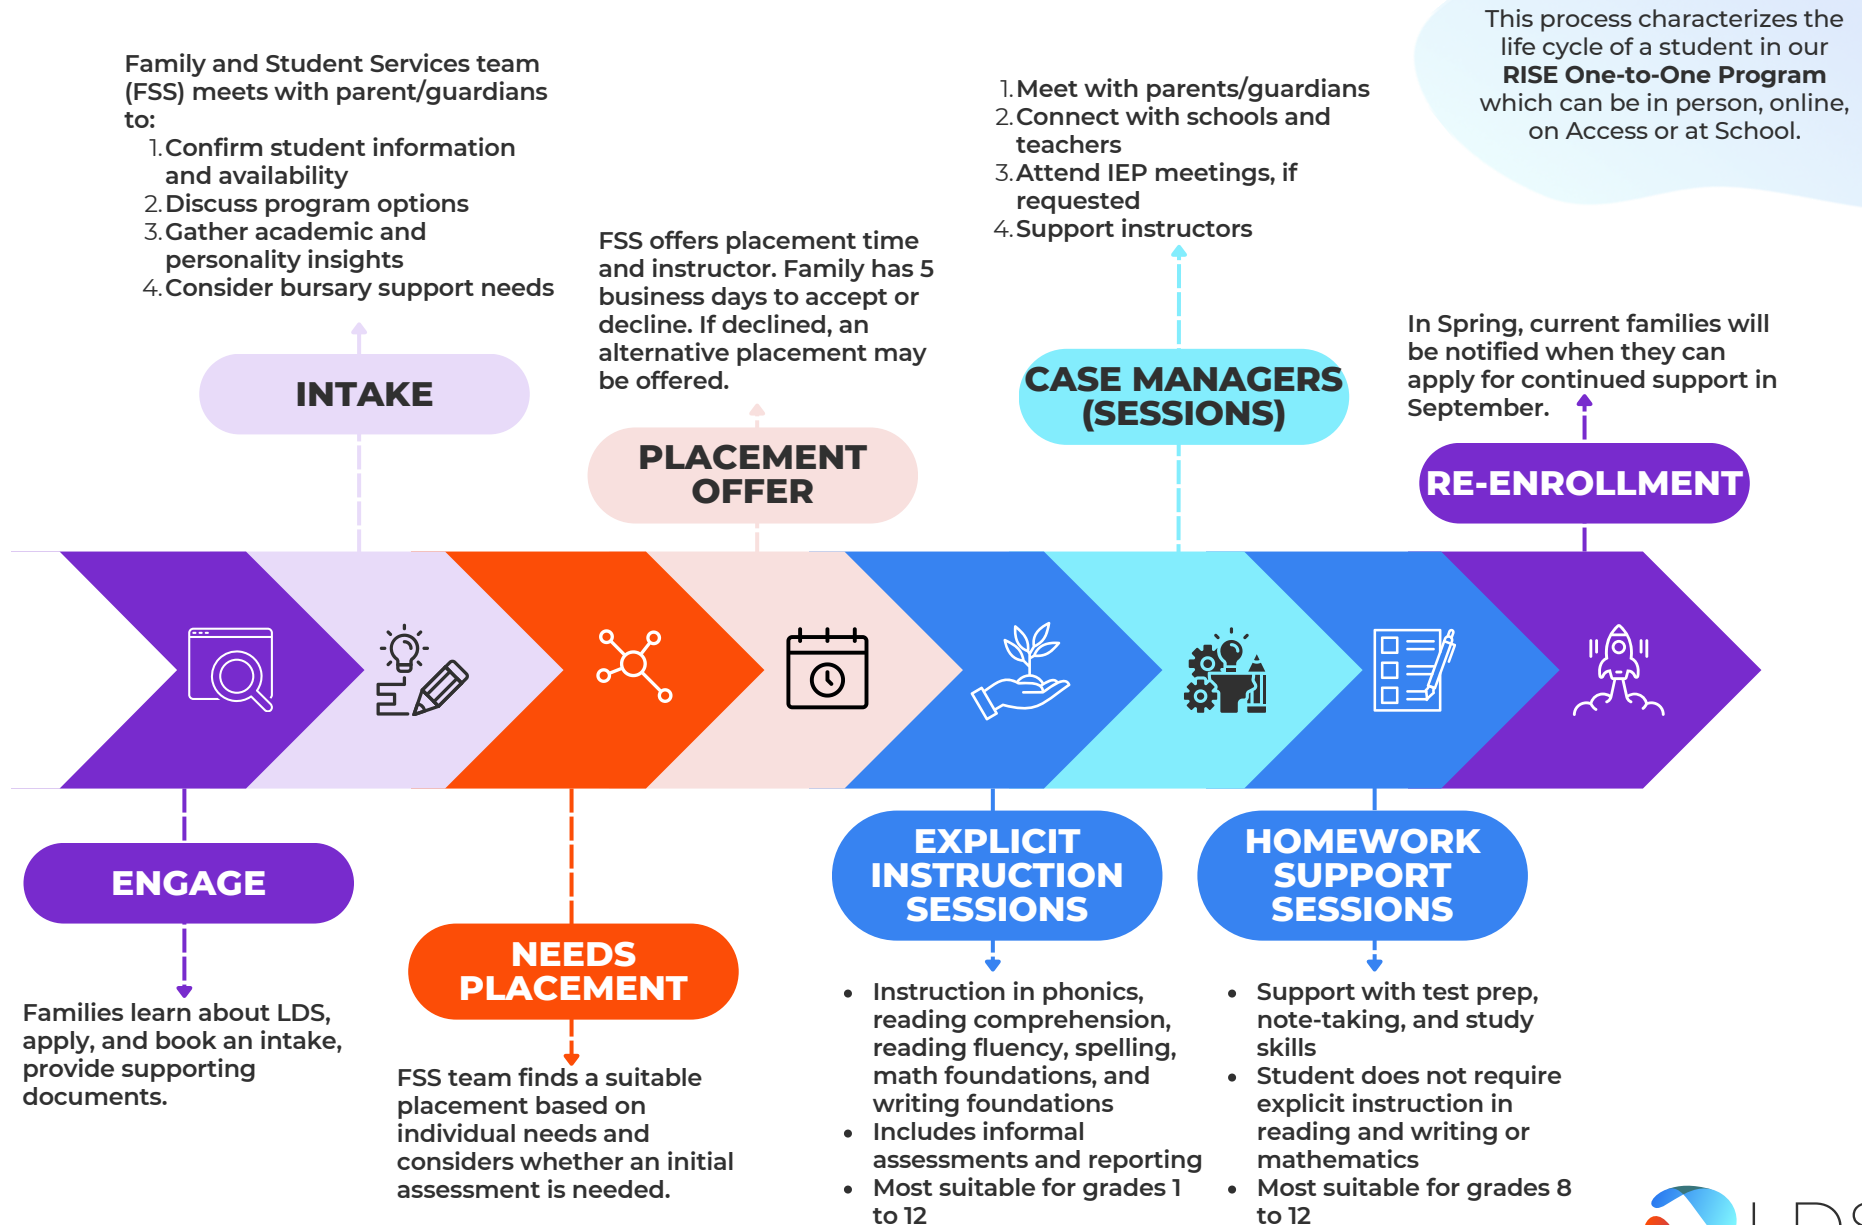 This process characterizes the
life cycle of a student in our
RISE One-to-One Program
which can be in person, online,
on Access or at School.
Family and Student Services team
(FSS) meets with parent/guardians
to:
1. Confirm student information
and availability
2. Discuss program options
3. Gather academic and
personality insights
4. Consider bursary support needs
INTAKE
FSS offers placement time
and instructor. Family has 5
business days to accept or
decline. If declined, an
alternative placement may
be offered.
PLACEMENT
OFFER
1. Meet with parents/guardians
2. Connect with schools and
teachers
3. Attend IEP meetings, if
requested
4. Support instructors
CASE MANAGERS
(SESSIONS)
In Spring, current families will
be notified when they can
apply for continued support in
September.
RE-ENROLLMENT
ENGAGE
Families learn about LDS,
apply, and book an intake,
provide supporting
documents.
NEEDS
PLACEMENT
FSS team finds a suitable
placement based on
individual needs and
considers whether an initial
assessment is needed.
EXPLICIT
INSTRUCTION
SESSIONS
• Instruction in phonics,
reading comprehension,
reading fluency, spelling,
math foundations, and
writing foundations
• Includes informal
assessments and reporting
• Most suitable for grades 1
to 12
HOMEWORK
SUPPORT
SESSIONS
• Support with test prep,
note-taking, and study
skills
• Student does not require
explicit instruction in
reading and writing or
mathematics
• Most suitable for grades 8
to 12